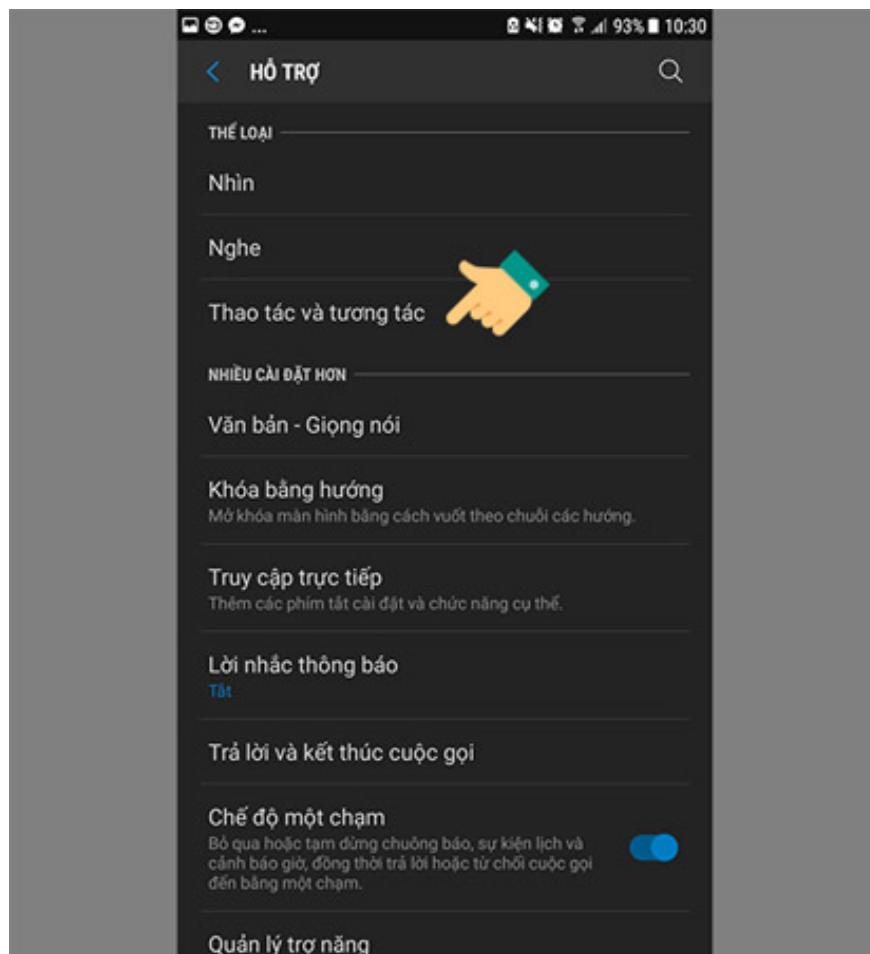 ... 93% 10:30
HỖ TRỢ
THỂ LOẠI
Nhìn
Nghe
Thao tác và tương tác
NHIỀU CÀI ĐẶT HƠN
Văn bản - Giọng nói
Khóa bằng hướng
Mở khóa màn hình bằng cách vuốt theo chuỗi các hướng.
Truy cập trực tiếp
Thêm các phím tắt cài đặt và chức năng cụ thể.
Lời nhắc thông báo
Tắt
Trả lời và kết thúc cuộc gọi
Chế độ một chạm
Bỏ qua hoặc tạm dừng chuông báo, sự kiện lịch và
cảnh báo giờ, đồng thời trả lời hoặc từ chối cuộc gọi
đến bằng một chạm.
Quản lý trợ năng